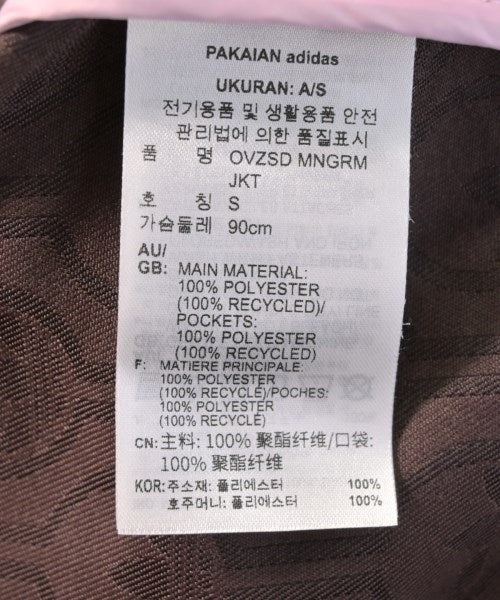 PAKAIAN adidas
UKURAN: A/S
전기용품 및 생활용품 안전
관리법에 의한 품질표시
품 명 OVZSD MNGRM
JKT
호 칭 S
가슴둘레 90cm
AU/
GB: MAIN MATERIAL:
100% POLYESTER
(100% RECYCLED)/
POCKETS:
100% POLYESTER
(100% RECYCLED)
F: MATIERE PRINCIPALE:
100% POLYESTER
(100% RECYCLÉ)/POCHES:
100% POLYESTER
(100% RECYCLÉ)
CN: 主料: 100% 聚酯纤维/口袋:
100% 聚酯纤维
KOR: 주소재: 폴리에스터 100%
호주머니: 폴리에스터 100%